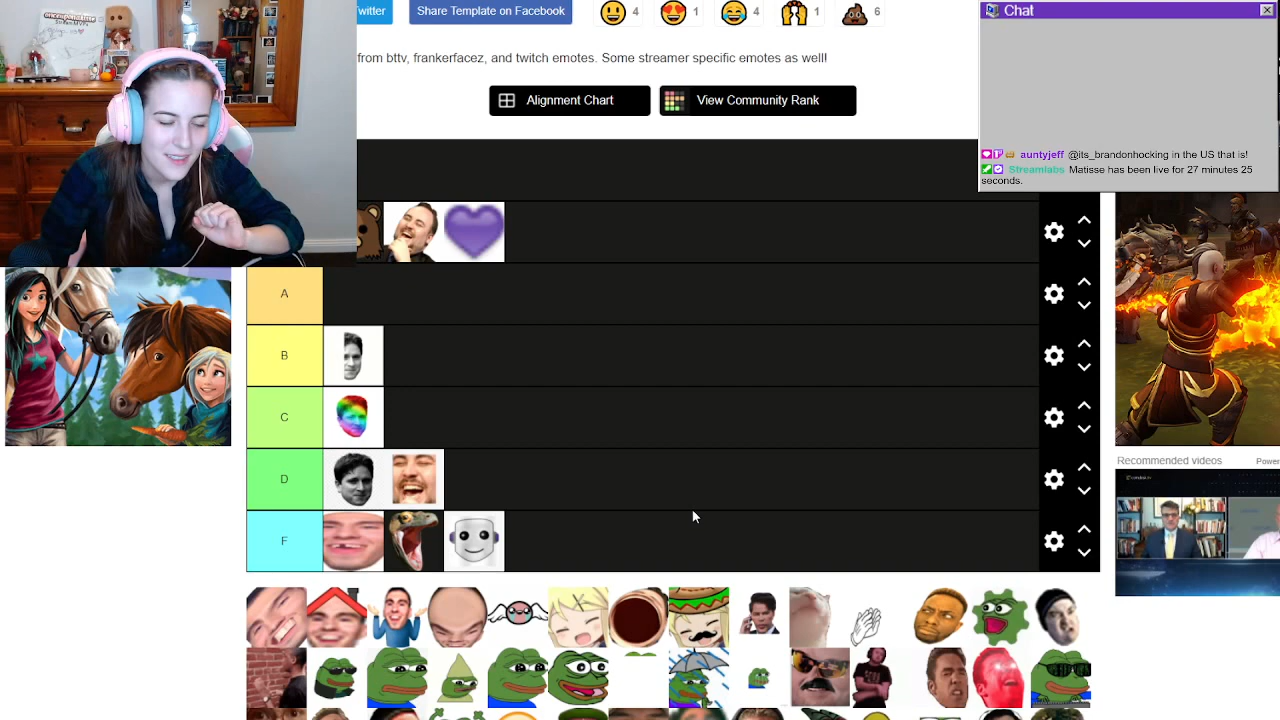 Twitter
Share Template on Facebook
4
1
4
1
6
from bttv, frankerfacez, and twitch emotes. Some streamer specific emotes as well!
Alignment Chart
View Community Rank
Chat
auntyjeff @its_brandonhocking in the US that is!
Streamlabs Matisse has been live for 27 minutes 25
seconds.
A
B
C
D
F
Recommended videos
Power